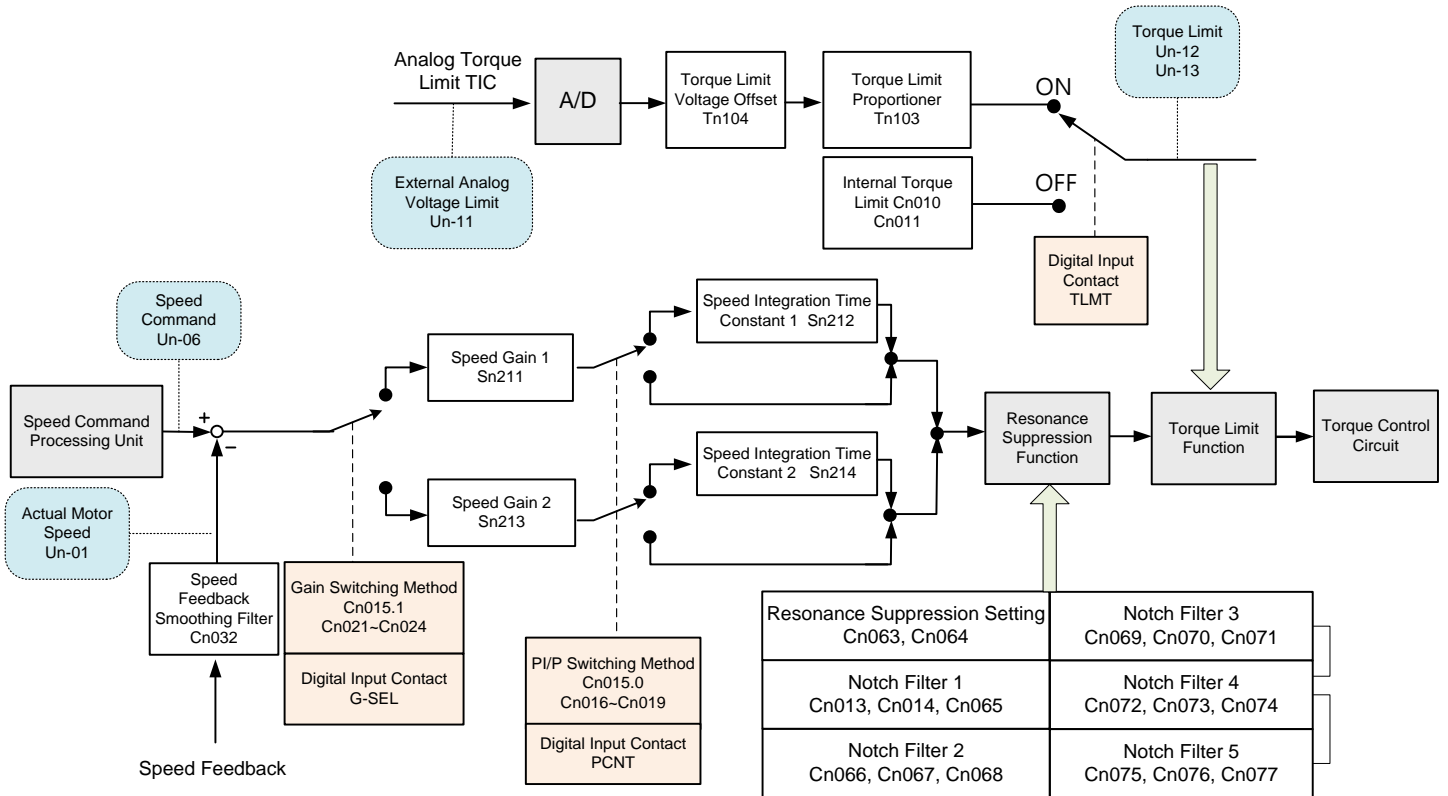 Analog Torque
Limit TIC
A/D
Torque Limit
Voltage Offset
Tn104
Torque Limit
Proportioner
Tn103
ON
Torque Limit
Un-12
Un-13
External Analog
Voltage Limit
Un-11
Internal Torque
Limit Cn010
Cn011
OFF
Digital Input
Contact
TLMT
Speed
Command
Un-06
Speed Command
Processing Unit
+
−
Speed Gain 1
Sn211
Speed Integration Time
Constant 1 Sn212
Speed Gain 2
Sn213
Speed Integration Time
Constant 2 Sn214
Resonance
Suppression
Function
Torque Limit
Function
Torque Control
Circuit
Actual Motor
Speed
Un-01
Speed
Feedback
Smoothing Filter
Cn032
Speed Feedback
Gain Switching Method
Cn015.1
Cn021~Cn024
Digital Input Contact
G-SEL
PI/P Switching Method
Cn015.0
Cn016~Cn019
Digital Input Contact
PCNT
Resonance Suppression Setting
Cn063, Cn064
Notch Filter 3
Cn069, Cn070, Cn071
Notch Filter 1
Cn013, Cn014, Cn065
Notch Filter 4
Cn072, Cn073, Cn074
Notch Filter 2
Cn066, Cn067, Cn068
Notch Filter 5
Cn075, Cn076, Cn077